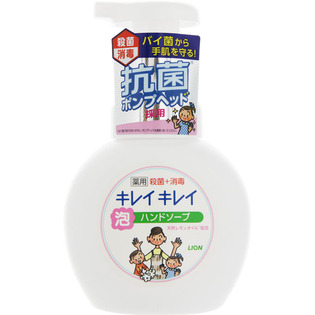 殺菌
消毒
バイ菌から
手肌を守る!
抗菌
ポンプヘッド
採用
薬用 殺菌+消毒
キレイ キレイ
泡 ハンドソープ
LION